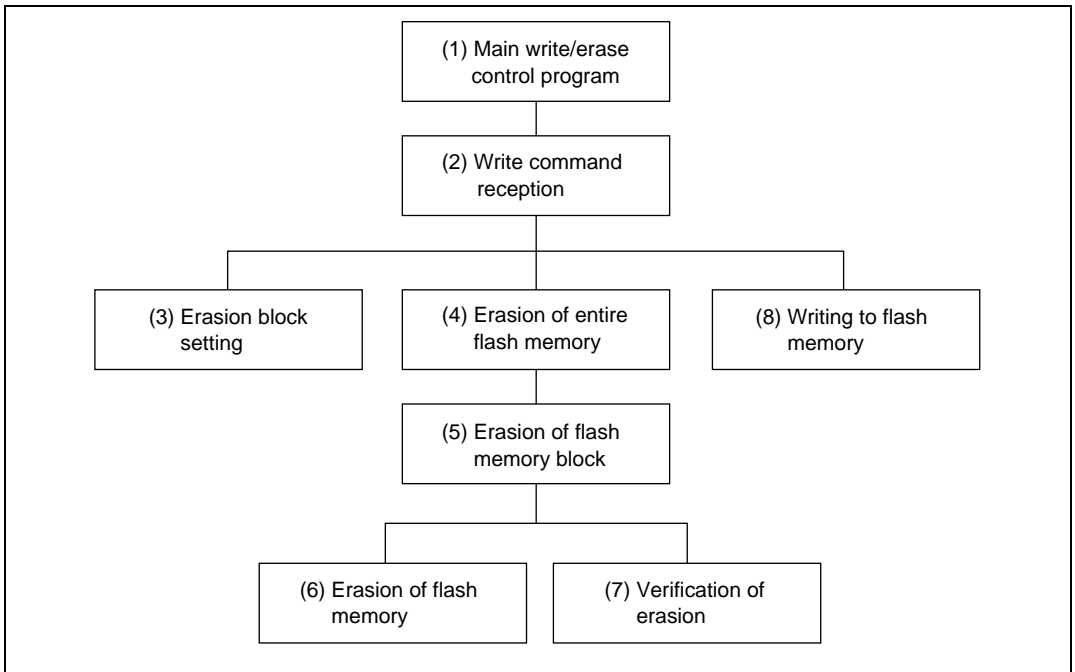 (1) Main write/erase
control program
(2) Write command
reception
(3) Erasion block
setting
(4) Erasion of entire
flash memory
(8) Writing to flash
memory
(5) Erasion of flash
memory block
(6) Erasion of flash
memory
(7) Verification of
erasion